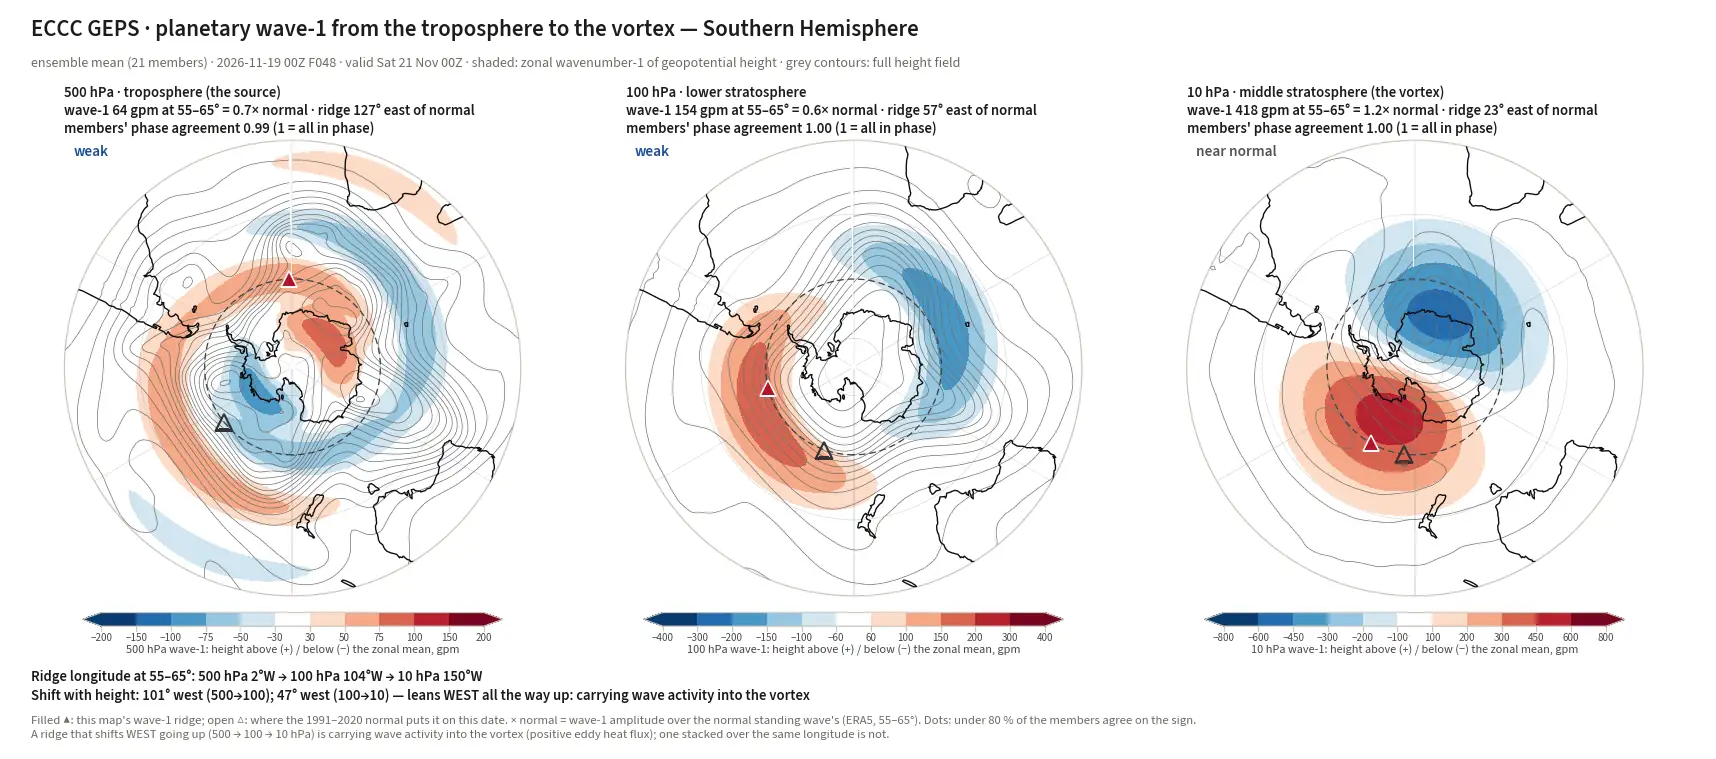 ECCC GEPS · planetary wave-1 from the troposphere to the vortex — Southern Hemisphere
ensemble mean (21 members) · 2026-11-19 00Z F048 · valid Sat 21 Nov 00Z · shaded: zonal wavenumber-1 of geopotential height · grey contours: full height field
500 hPa · troposphere (the source)
wave-1 64 gpm at 55–65° = 0.7× normal · ridge 127° east of normal
members' phase agreement 0.99 (1 = all in phase)
weak
100 hPa · lower stratosphere
wave-1 154 gpm at 55–65° = 0.6× normal · ridge 57° east of normal
members' phase agreement 1.00 (1 = all in phase)
weak
10 hPa · middle stratosphere (the vortex)
wave-1 418 gpm at 55–65° = 1.2× normal · ridge 23° east of normal
members' phase agreement 1.00 (1 = all in phase)
near normal
−200 −150 −100 −75 −50 −30 30 50 75 100 150 200
500 hPa wave-1: height above (+) / below (−) the zonal mean, gpm
−400 −300 −200 −150 −100 −60 60 100 150 200 300 400
100 hPa wave-1: height above (+) / below (−) the zonal mean, gpm
−800 −600 −450 −300 −200 −100 100 200 300 450 600 800
10 hPa wave-1: height above (+) / below (−) the zonal mean, gpm
Ridge longitude at 55–65°: 500 hPa 2°W → 100 hPa 104°W → 10 hPa 150°W
Shift with height: 101° west (500→100); 47° west (100→10) — leans WEST all the way up: carrying wave activity into the vortex
Filled ▲: this map's wave-1 ridge; open △: where the 1991–2020 normal puts it on this date. × normal = wave-1 amplitude over the normal standing wave's (ERA5, 55–65°). Dots: under 80 % of the members agree on the sign.
A ridge that shifts WEST going up (500 → 100 → 10 hPa) is carrying wave activity into the vortex (positive eddy heat flux); one stacked over the same longitude is not.